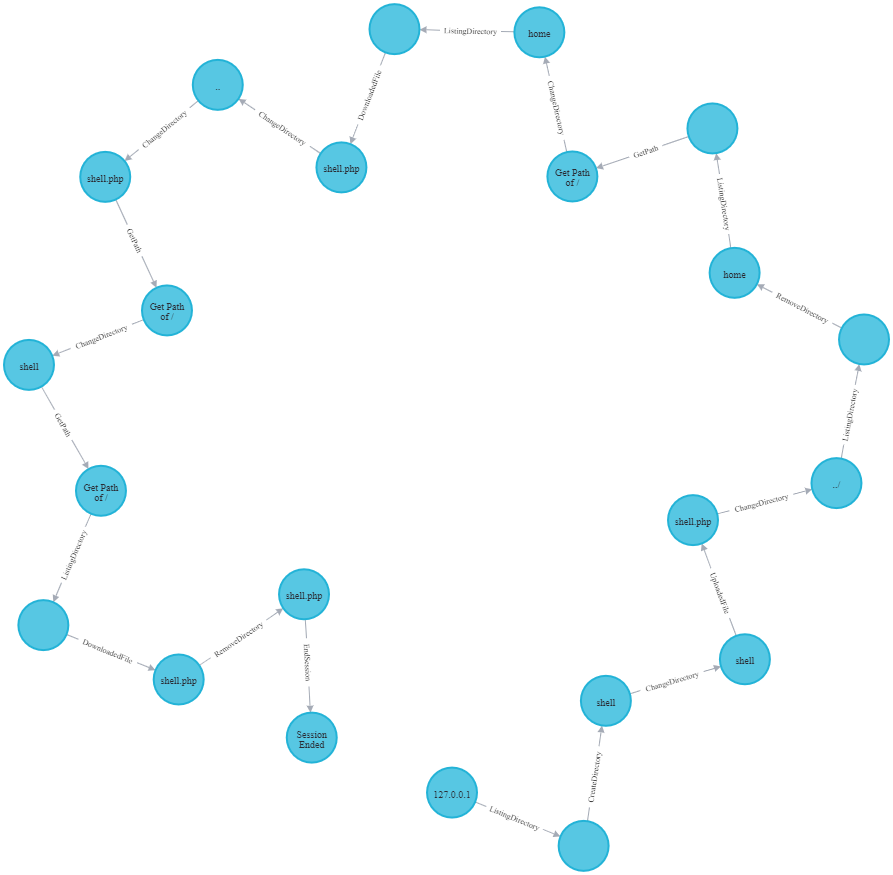 home
ListingDirectory
..
ChangeDirectory
ChangeDirectory
DownloadedFile
shell.php
shell.php
ChangeDirectory
Get Path
of /
GetPath
ListingDirectory
home
GetPath
Get Path
of /
ChangeDirectory
shell
RemoveDirectory
ListingDirectory
../
ChangeDirectory
shell.php
GetPath
Get Path
of /
ListingDirectory
UploadedFile
shell
ChangeDirectory
shell
DownloadedFile
shell.php
RemoveDirectory
shell.php
EndSession
Session
Ended
CreateDirectory
127.0.0.1
ListingDirectory